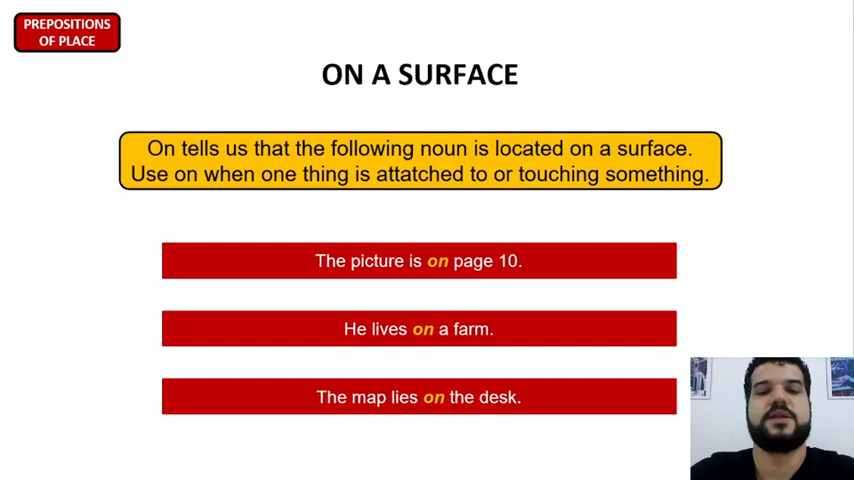 PREPOSITIONS
OF PLACE
ON A SURFACE
On tells us that the following noun is located on a surface.
Use on when one thing is attatched to or touching something.
The picture is on page 10.
He lives on a farm.
The map lies on the desk.